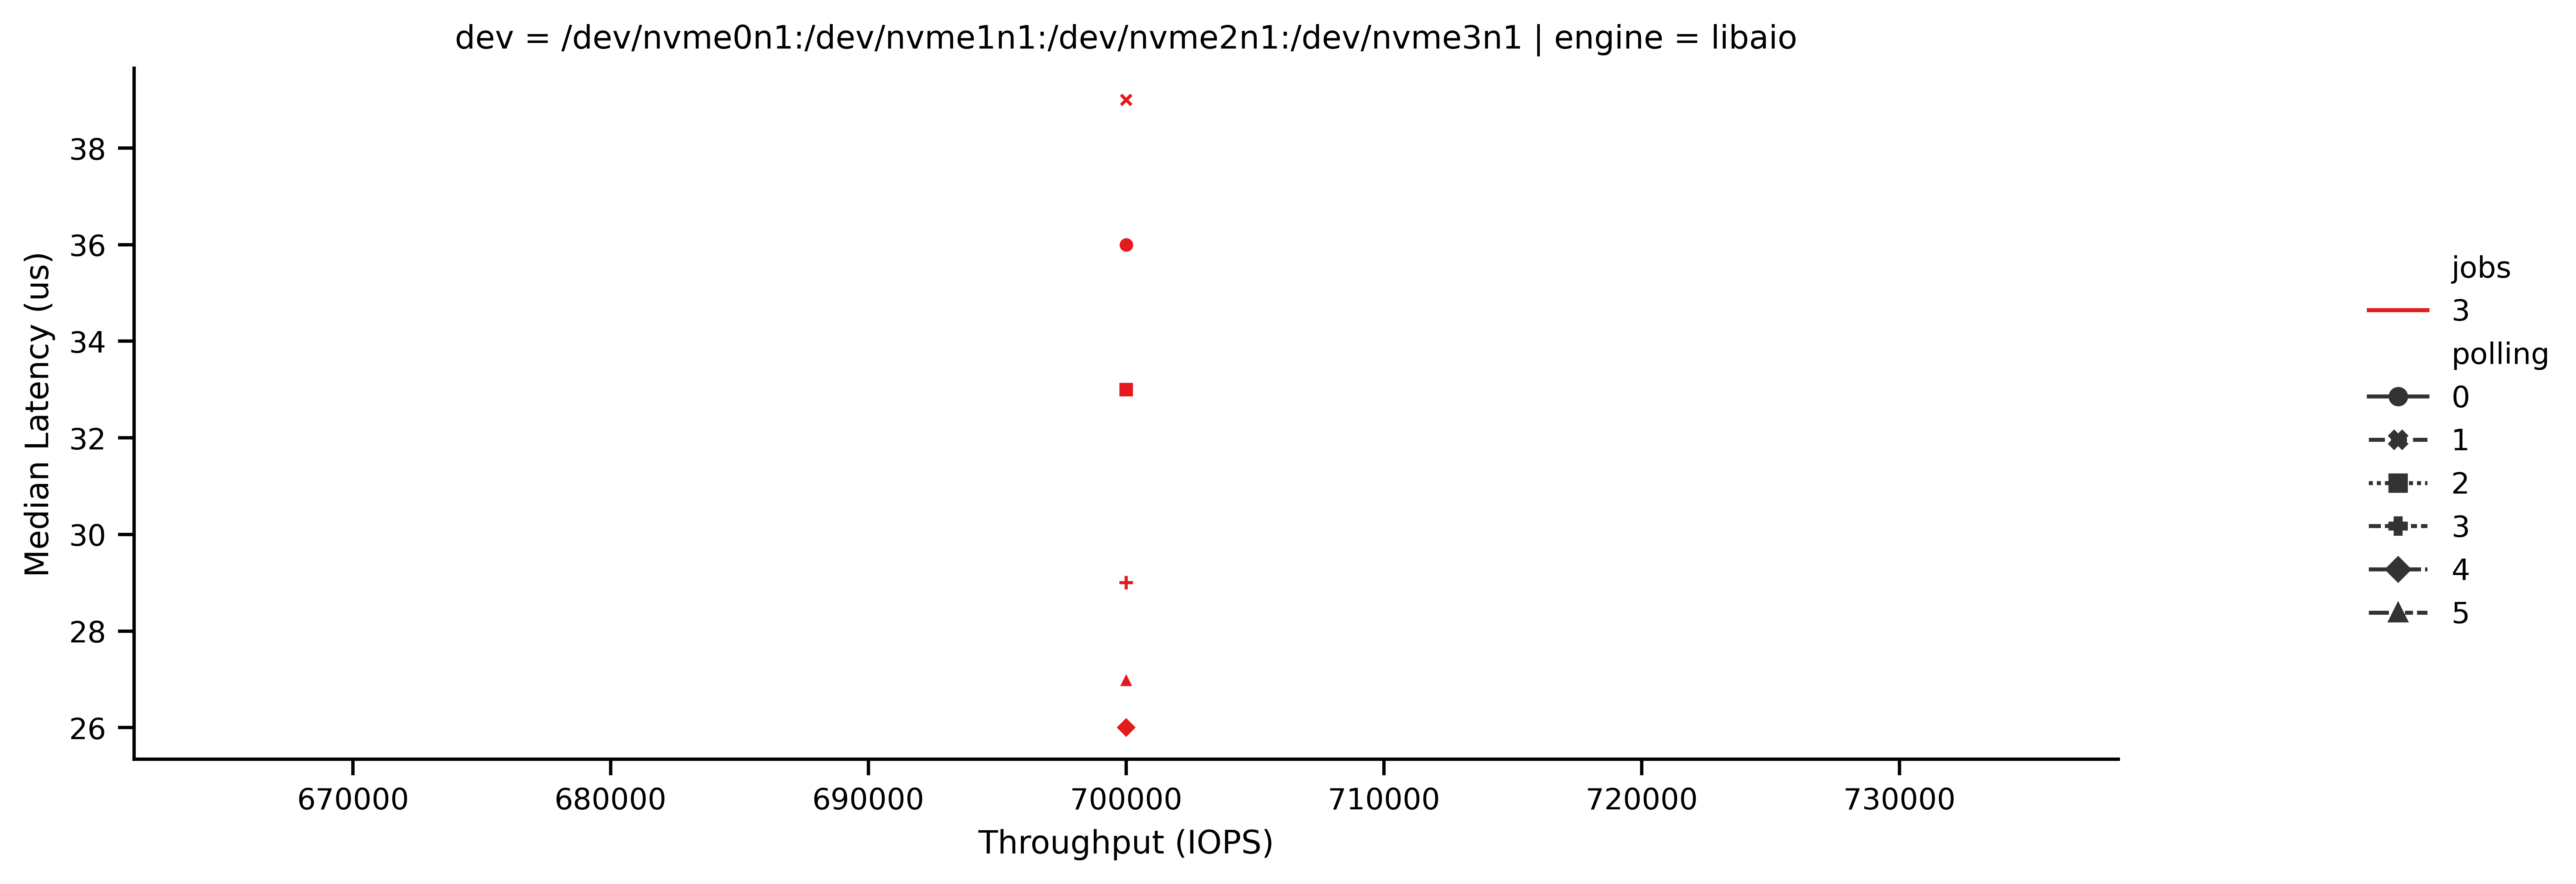 dev = /dev/nvme0n1:/dev/nvme1n1:/dev/nvme2n1:/dev/nvme3n1 | engine = libaio
Median Latency (us)
38
36
34
32
30
28
26
670000 680000 690000 700000 710000 720000 730000
Throughput (IOPS)
jobs
3
polling
0
1
2
3
4
5